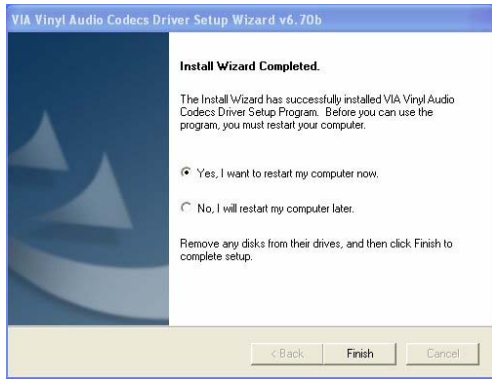 VIA Vinyl Audio Codecs Driver Setup Wizard v6.70b
Install Wizard Completed.
The Install Wizard has successfully installed VIA Vinyl Audio
Codecs Driver Setup Program. Before you can use the
program, you must restart your computer.
Yes, I want to restart my computer now.
No, I will restart my computer later.
Remove any disks from their drives, and then click Finish to
complete setup.
< Back Finish Cancel